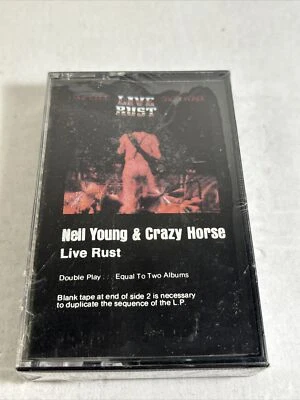 LIVE
RUST
Neil Young & Crazy Horse
Live Rust
Double Play . . . Equal To Two Albums
Blank tape at end of side 2 is necessary
to duplicate the sequence of the L.P.